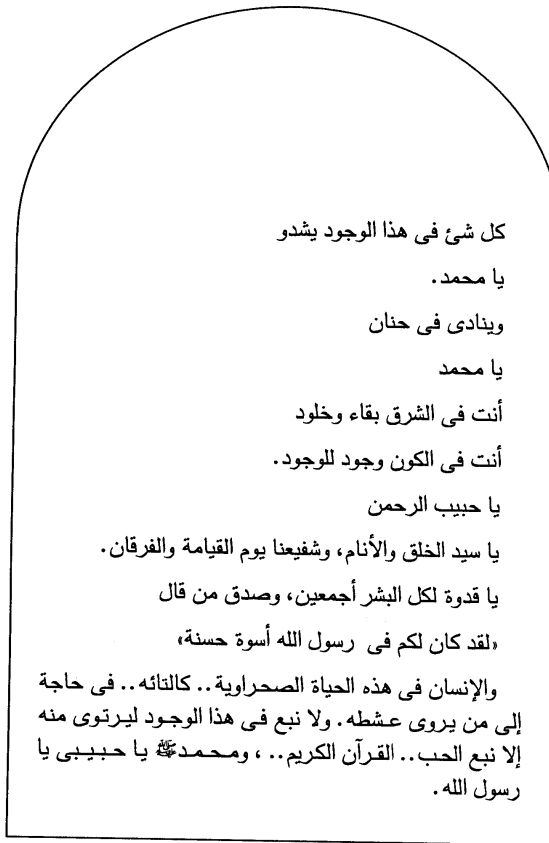 كل شئ فى هذا الوجود يشدو
يا محمد.
وينادى فى حنان
يا محمد
أنت فى الشرق بقاء وخلود
أنت فى الكون وجود للوجود.
يا حبيب الرحمن
يا سيد الخلق والأنام، وشفيعنا يوم القيامة والفرقان.
يا قدوة لكل البشر أجمعين، وصدق من قال
«لقد كان لكم فى رسول الله أسوة حسنة»
والإنسان فى هذه الحياة الصحراوية.. كالتائه.. فى حاجة
إلى من يروى عشطه. ولا نبع فى هذا الوجود ليرتوى منه
إلا نبع الحب.. القرآن الكريم.. ، ومحمدﷺ يا حبيبى يا
رسول الله.